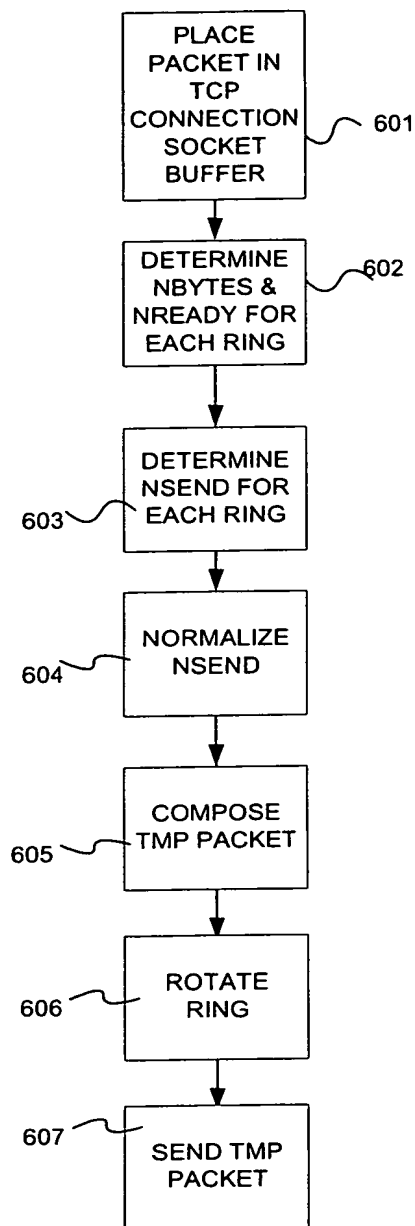 PLACE
PACKET IN
TCP
CONNECTION
SOCKET
BUFFER
601
DETERMINE
NBYTES &
NREADY FOR
EACH RING
602
DETERMINE
NSEND FOR
EACH RING
603
NORMALIZE
NSEND
604
COMPOSE
TMP PACKET
605
ROTATE
RING
606
SEND TMP
PACKET
607